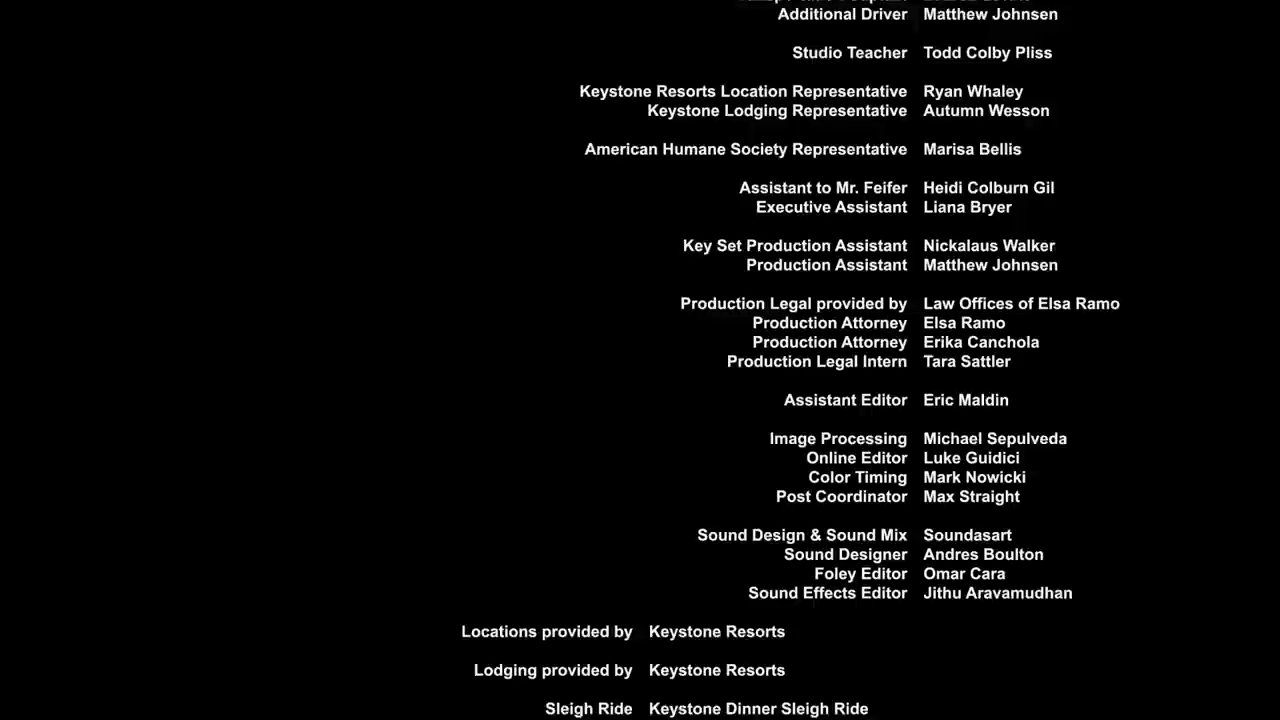 Additional Driver Matthew Johnsen
Studio Teacher Todd Colby Pliss
Keystone Resorts Location Representative Ryan Whaley
Keystone Lodging Representative Autumn Wesson
American Humane Society Representative Marisa Bellis
Assistant to Mr. Feifer Heidi Colburn Gil
Executive Assistant Liana Bryer
Key Set Production Assistant Nickalaus Walker
Production Assistant Matthew Johnsen
Production Legal provided by Law Offices of Elsa Ramo
Production Attorney Elsa Ramo
Production Attorney Erika Canchola
Production Legal Intern Tara Sattler
Assistant Editor Eric Maldin
Image Processing Michael Sepulveda
Online Editor Luke Guidici
Color Timing Mark Nowicki
Post Coordinator Max Straight
Sound Design & Sound Mix Soundasart
Sound Designer Andres Boulton
Foley Editor Omar Cara
Sound Effects Editor Jithu Aravamudhan
Locations provided by Keystone Resorts
Lodging provided by Keystone Resorts
Sleigh Ride Keystone Dinner Sleigh Ride